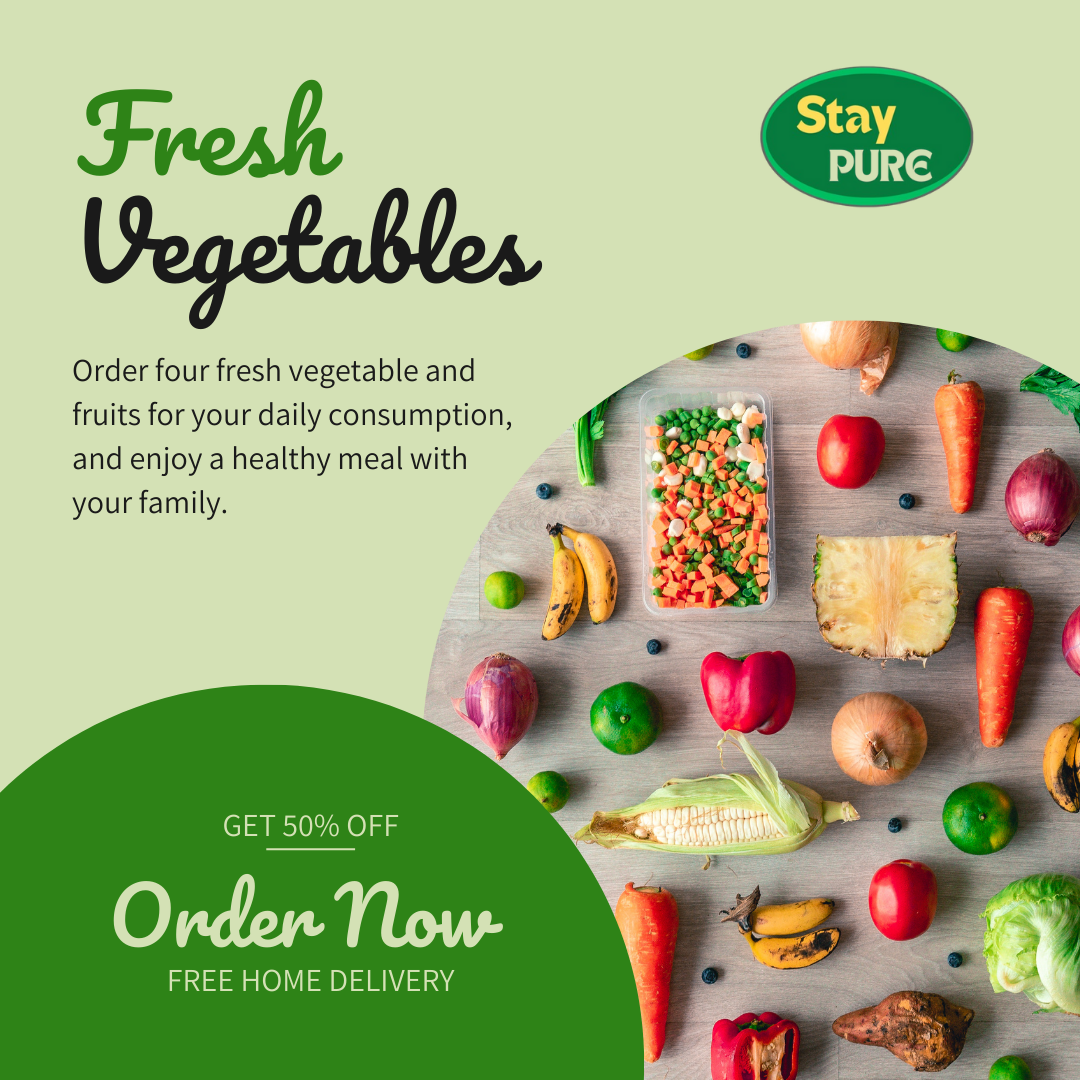 Fresh
Vegetables
Stay
PURE
Order four fresh vegetable and
fruits for your daily consumption,
and enjoy a healthy meal with
your family.
GET 50% OFF
Order Now
FREE HOME DELIVERY